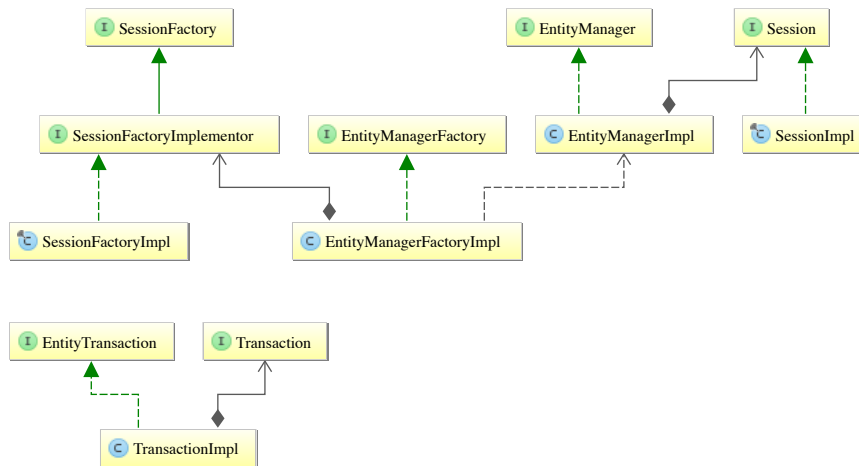 I SessionFactory
I EntityManager
I Session
I SessionFactoryImplementor
I EntityManagerFactory
C EntityManagerImpl
C SessionImpl
C SessionFactoryImpl
C EntityManagerFactoryImpl
I EntityTransaction
I Transaction
C TransactionImpl